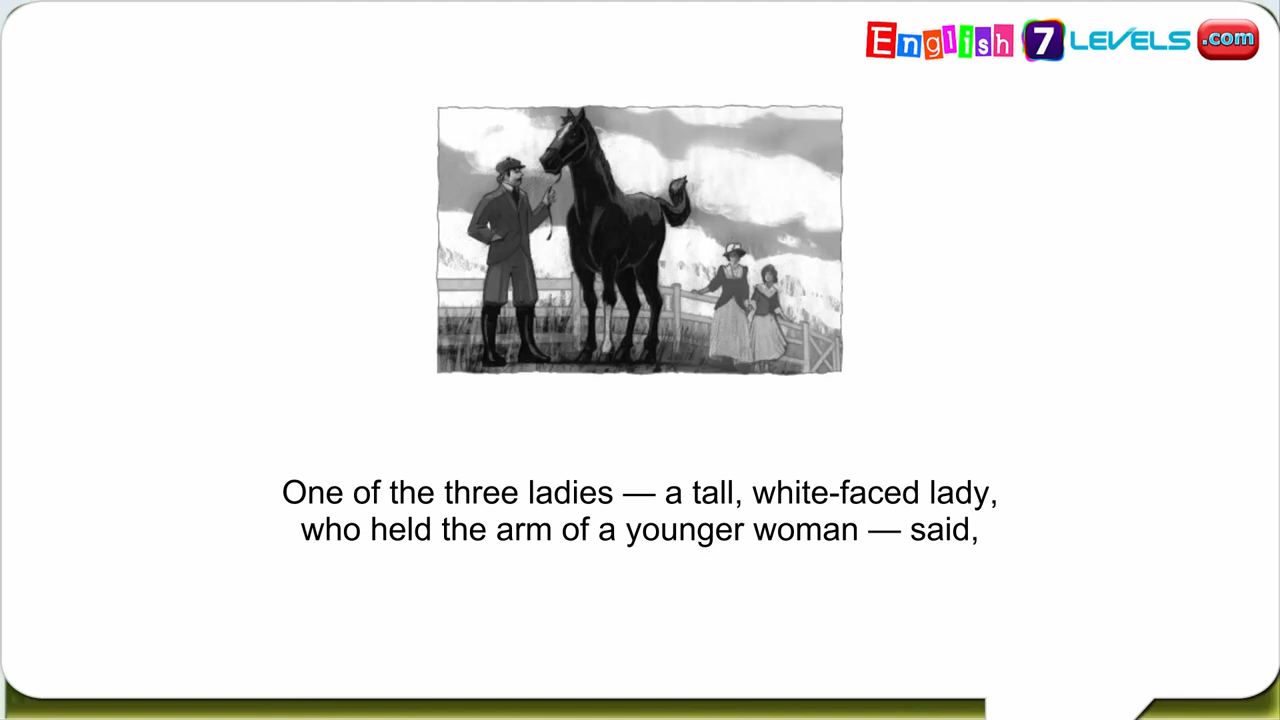 English 7 LEVELS .com
One of the three ladies — a tall, white-faced lady,
who held the arm of a younger woman — said,